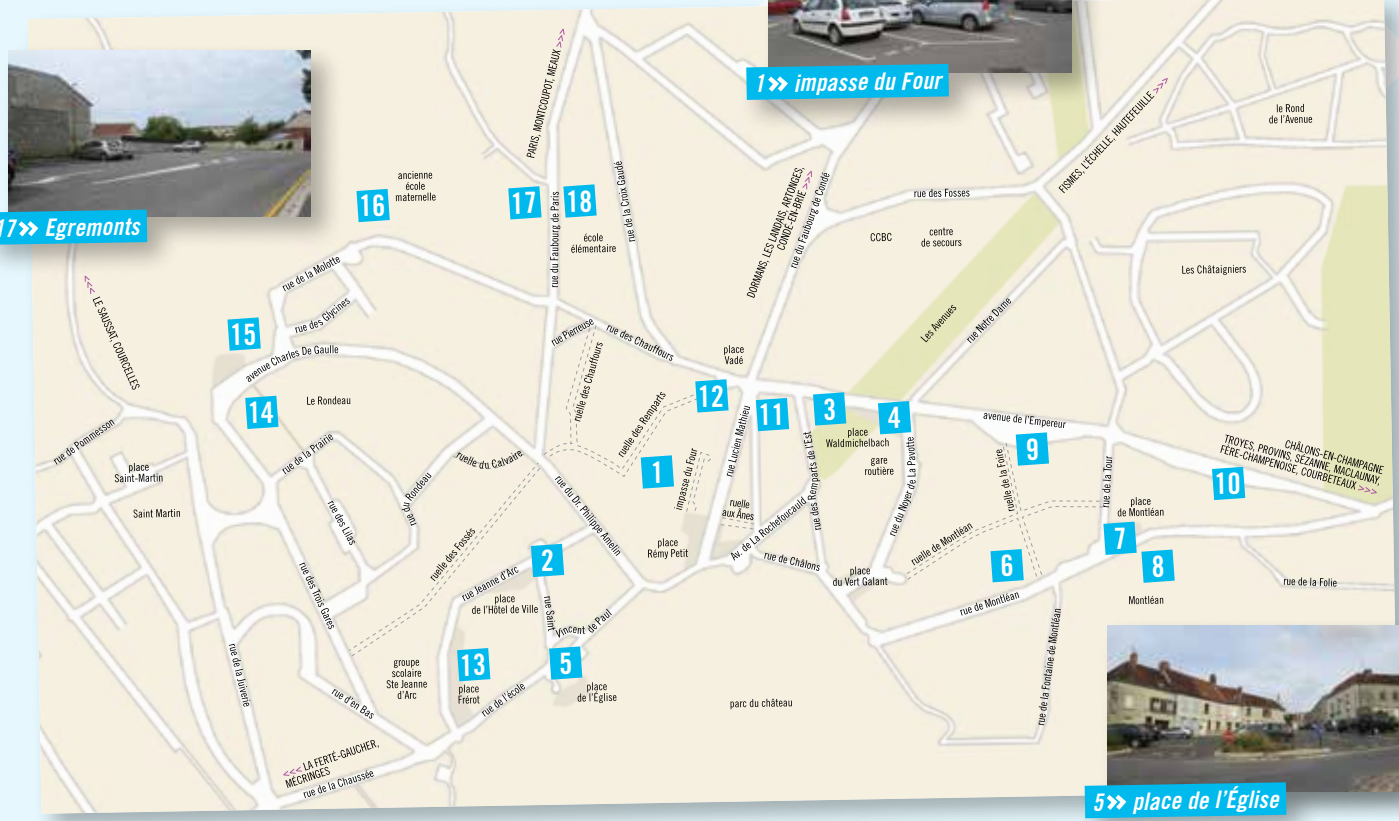 1>> impasse du Four
17>> Egremonts
5>> place de l'Église
PARIS, MONTCOUPOT, MEAUX >>>
FISMES, L'ÉCHELLE, HAUTEFEUILLE >>>
le Rond
de l'Avenue
ancienne
école
maternelle
16
17
18
école
élémentaire
rue du Faubourg de Paris
rue de la Croix Gaudé
DORMANS, LES LANDAIS, ARTONGES,
CONDÉ-EN-BRIE >>>
rue du Faubourg de Condé
rue des Fosses
CCBC
centre
de secours
Les Châtaigniers
<<< LE SAUSSAT, COURCELLES
rue de la Molotte
rue des Glycines
15
avenue Charles De Gaulle
14
Le Rondeau
rue Pierreuse
rue des Chauffours
ruelle des Chauffours
ruelle des Remparts
place
Vadé
Les Avenues
rue Notre Dame
12
11
3
4
place
Waldmichelbach
gare
routière
avenue de l'Empereur
9
10
CHÂLONS-EN-CHAMPAGNE
TROYES, PROVINS, SÉZANNE, MACLAUNAY,
FÈRE-CHAMPENOISE, COURBETEAUX >>>
rue de Pommesson
place
Saint-Martin
Saint Martin
rue de la Prairie
rue des Lilas
rue du Rondeau
ruelle du Calvaire
1
impasse du Four
rue Lucien Mathieu
ruelle
aux Ânes
rue des Remparts de l'Est
Av. de La Rochefoucauld
rue du Noyer de La Pavotte
ruelle de la Foire
rue de la Tour
place
de Montléan
ruelle de Montléan
7
8
6
Montléan
rue de la Folie
rue de Montléan
rue de la Fontaine de Montléan
place
du Vert Galant
rue de Châlons
place
Rémy Petit
rue du Dr. Philippe Amelin
ruelle des Fossés
2
rue Jeanne d'Arc
place
de l'Hôtel de Ville
rue Saint
Vincent de Paul
5
place
de l'Église
13
place
Frérot
rue de l'école
groupe
scolaire
Ste Jeanne
d'Arc
rue des Trois Gares
rue de la Juiverie
rue d'en Bas
<<< LA FERTÉ-GAUCHER,
MÉCRINGES
rue de la Chaussée
parc du château